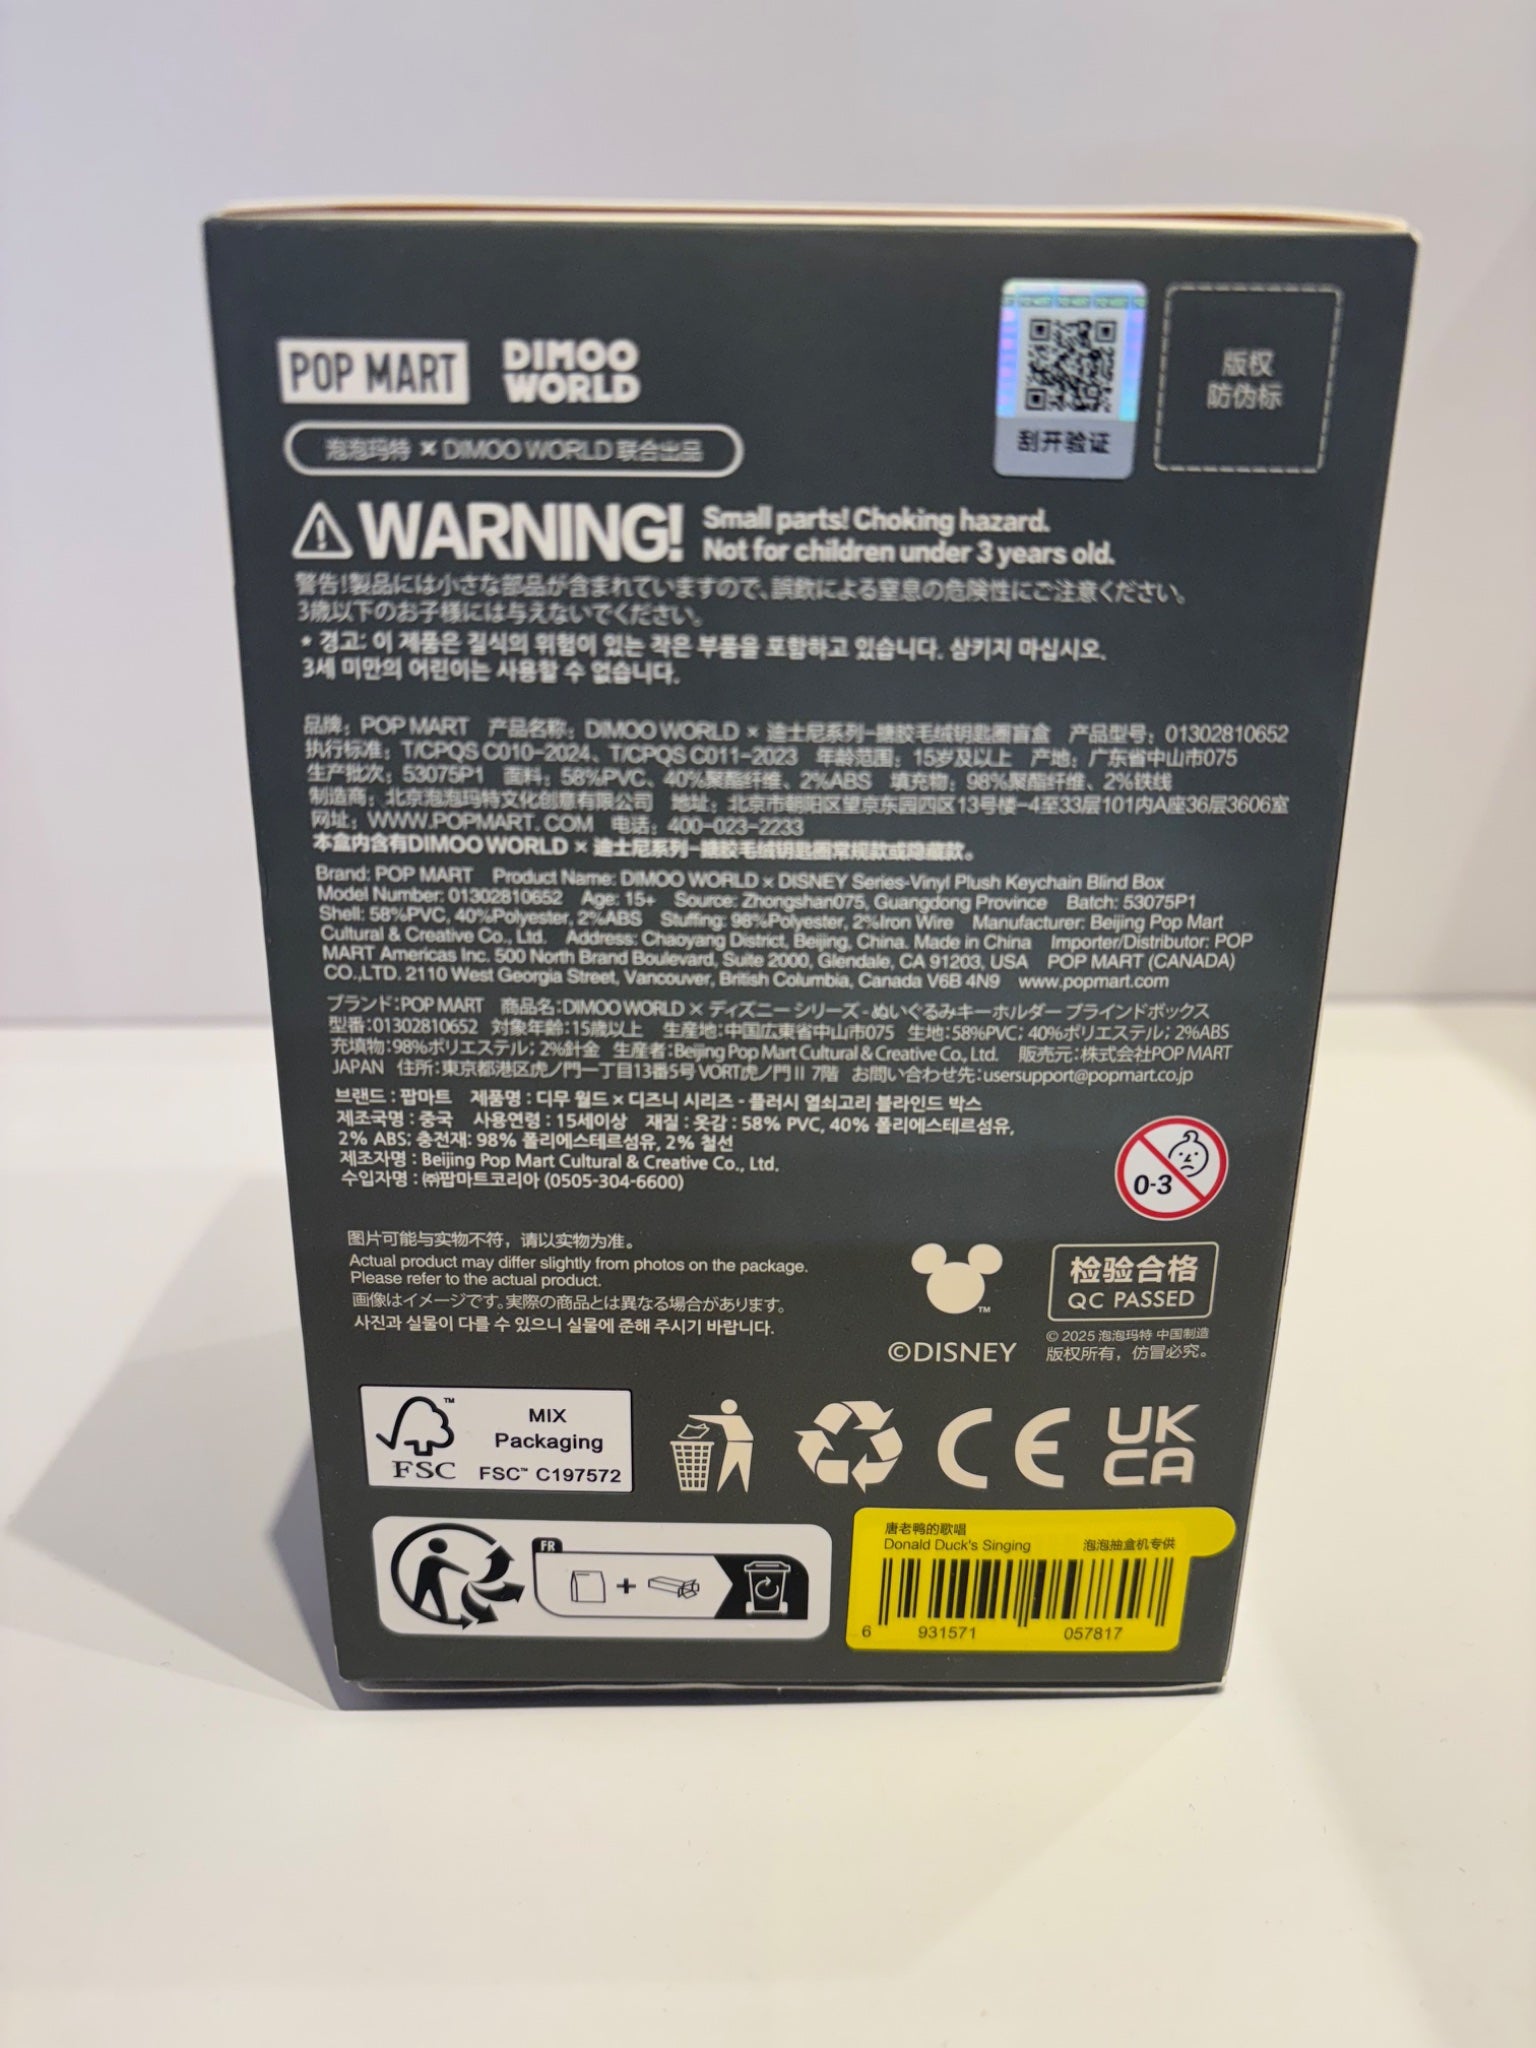 POP MART
DIMOO
WORLD
泡泡玛特 × DIMOO WORLD 联合出品
刮开验证
版权
防伪标
WARNING! Small parts! Choking hazard.
Not for children under 3 years old.
警告!製品には小さな部品が含まれていますので、誤飲による窒息の危険性にご注意ください。
3歳以下のお子様には与えないでください。
* 경고: 이 제품은 질식의 위험이 있는 작은 부품을 포함하고 있습니다. 삼키지 마십시오.
3세 미만의 어린이는 사용할 수 없습니다.
品牌：POP MART 产品名称：DIMOO WORLD × 迪士尼系列-搪胶毛绒钥匙圈盲盒 产品型号：01302810652
执行标准：T/CPQS C010-2024、T/CPQS C011-2023 年龄范围：15岁及以上 产地：广东省中山市075
生产批次：53075P1 面料：58%PVC、40%聚酯纤维、2%ABS 填充物：98%聚酯纤维、2%铁线
制造商：北京泡泡玛特文化创意有限公司 地址：北京市朝阳区望京东园四区13号楼-4至33层101内A座36层3606室
网址：WWW.POPMART.COM 电话：400-023-2233
本盒内含有DIMOO WORLD × 迪士尼系列-搪胶毛绒钥匙圈常规款或隐藏款。
Brand: POP MART Product Name: DIMOO WORLD × DISNEY Series-Vinyl Plush Keychain Blind Box
Model Number: 01302810652 Age: 15+ Source: Zhongshan075, Guangdong Province Batch: 53075P1
Shell: 58%PVC, 40%Polyester, 2%ABS Stuffing: 98%Polyester, 2%Iron Wire Manufacturer: Beijing Pop Mart
Cultural & Creative Co., Ltd. Address: Chaoyang District, Beijing, China. Made in China Importer/Distributor: POP
MART Americas Inc. 500 North Brand Boulevard, Suite 2000, Glendale, CA 91203, USA POP MART (CANADA)
CO.,LTD. 2110 West Georgia Street, Vancouver, British Columbia, Canada V6B 4N9 www.popmart.com
ブランド:POP MART 商品名:DIMOO WORLD × ディズニー シリーズ - ぬいぐるみキーホルダー ブラインドボックス
型番:01302810652 対象年齢:15歳以上 生産地:中国広東省中山市075 生地:58%PVC; 40%ポリエステル; 2%ABS
充填物:98%ポリエステル; 2%針金 生産者:Beijing Pop Mart Cultural & Creative Co., Ltd. 販売元:株式会社POP MART
JAPAN 住所:東京都港区虎ノ門一丁目13番5号 VORT虎ノ門 II 7階 お問い合わせ先:usersupport@popmart.co.jp
브랜드 : 팝마트 제품명 : 디무 월드 × 디즈니 시리즈 - 플러시 열쇠고리 블라인드 박스
제조국명 : 중국 사용연령 : 15세이상 재질 : 옷감 : 58% PVC, 40% 폴리에스테르섬유,
2% ABS; 충전재: 98% 폴리에스테르섬유, 2% 철선
제조자명 : Beijing Pop Mart Cultural & Creative Co., Ltd.
수입자명 : ㈜팝마트코리아 (0505-304-6600)
0-3
图片可能与实物不符，请以实物为准。
Actual product may differ slightly from photos on the package.
Please refer to the actual product.
画像はイメージです。実際の商品とは異なる場合があります。
사진과 실물이 다를 수 있으니 실물에 준해 주시기 바랍니다.
TM
©DISNEY
检验合格
QC PASSED
© 2025 泡泡玛特 中国制造
版权所有，仿冒必究。
FSC
TM
MIX
Packaging
FSC™ C197572
CE
UK
CA
FR
唐老鸭的歌唱
Donald Duck's Singing 泡泡抽盒机专供
6 931571 057817